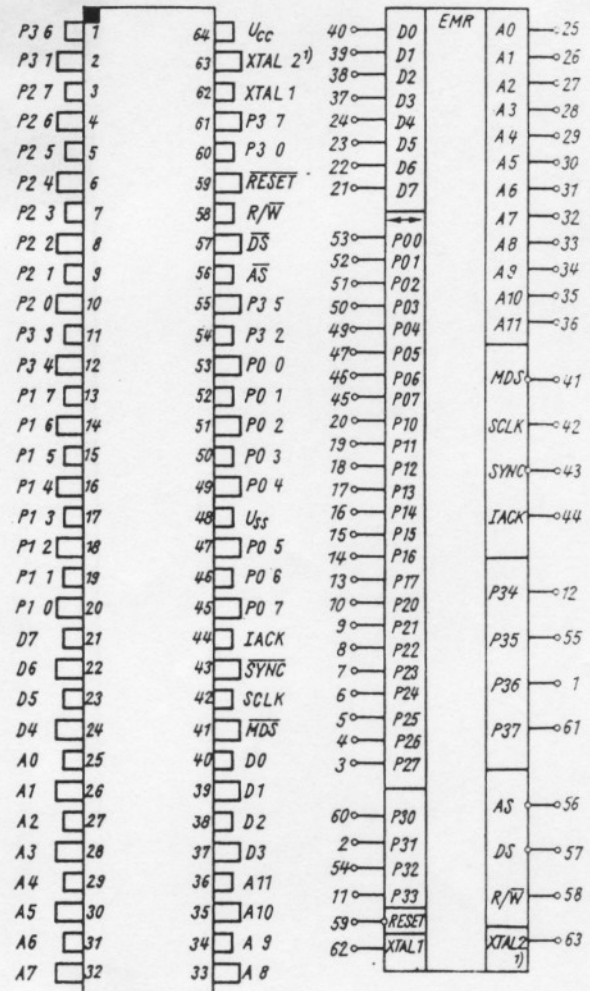 P3 6 1 64 UCC
P3 1 2 63 XTAL 2¹)
P2 7 3 62 XTAL 1
P2 6 4 61 P3 7
P2 5 5 60 P3 0
P2 4 6 59 R̅E̅S̅E̅T̅
P2 3 7 58 R/W̅
P2 2 8 57 D̅S̅
P2 1 9 56 A̅S̅
P2 0 10 55 P3 5
P3 3 11 54 P3 2
P3 4 12 53 P0 0
P1 7 13 52 P0 1
P1 6 14 51 P0 2
P1 5 15 50 P0 3
P1 4 16 49 P0 4
P1 3 17 48 USS
P1 2 18 47 P0 5
P1 1 19 46 P0 6
P1 0 20 45 P0 7
D7 21 44 IACK
D6 22 43 S̅Y̅N̅C̅
D5 23 42 SCLK
D4 24 41 M̅D̅S̅
A0 25 40 D0
A1 26 39 D1
A2 27 38 D2
A3 28 37 D3
A4 29 36 A11
A5 30 35 A10
A6 31 34 A 9
A7 32 33 A 8
EMR
40 D0
39 D1
38 D2
37 D3
24 D4
23 D5
22 D6
21 D7
53 P00
52 P01
51 P02
50 P03
49 P04
47 P05
46 P06
45 P07
20 P10
19 P11
18 P12
17 P13
16 P14
15 P15
14 P16
13 P17
10 P20
9 P21
8 P22
7 P23
6 P24
5 P25
4 P26
3 P27
60 P30
2 P31
54 P32
11 P33
59 RESET
62 XTAL1
A0 25
A1 26
A2 27
A3 28
A4 29
A5 30
A6 31
A7 32
A8 33
A9 34
A10 35
A11 36
MDS 41
SCLK 42
SYNC 43
IACK 44
P34 12
P35 55
P36 1
P37 61
AS 56
DS 57
R/W̅ 58
XTAL2 63
1)